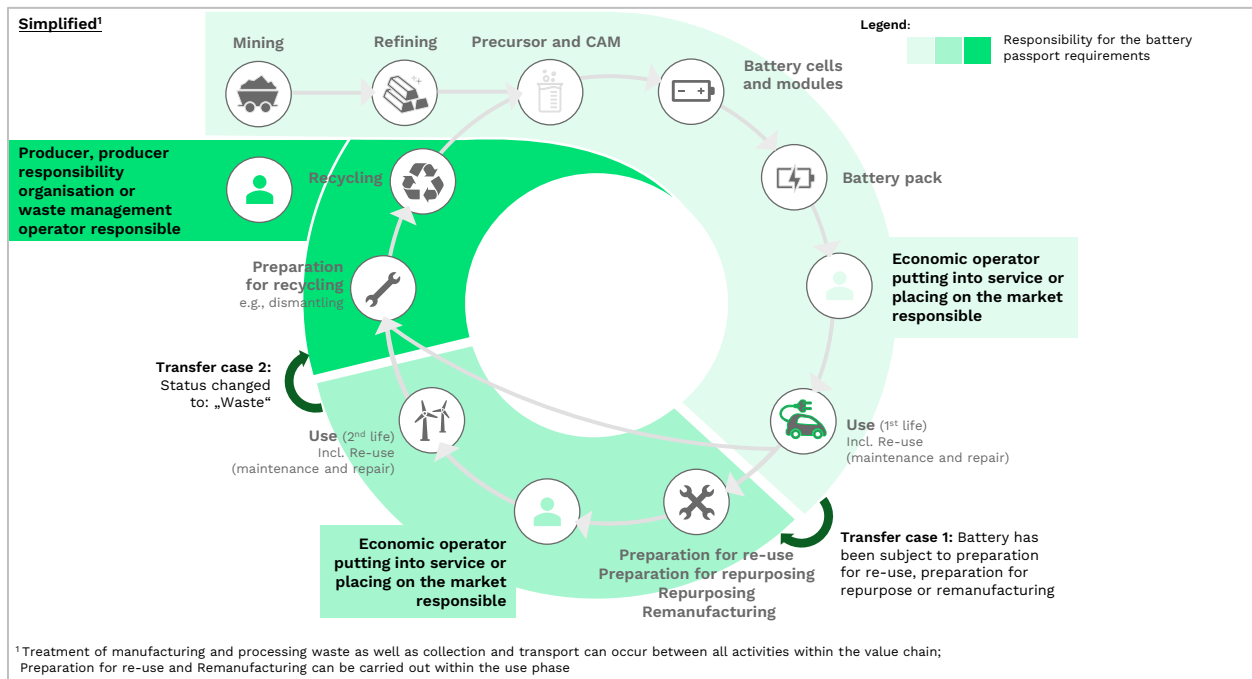 Simplified¹
Legend:
Responsibility for the battery
passport requirements
Mining
Refining
Precursor and CAM
Battery cells
and modules
Battery pack
Producer, producer
responsibility
organisation or
waste management
operator responsible
Recycling
Preparation
for recycling
e.g., dismantling
Economic operator
putting into service or
placing on the market
responsible
Transfer case 2:
Status changed
to: „Waste“
Use (2nd life)
Incl. Re-use
(maintenance and repair)
Use (1st life)
Incl. Re-use
(maintenance and repair)
Economic operator
putting into service or
placing on the market
responsible
Preparation for re-use
Preparation for repurposing
Repurposing
Remanufacturing
Transfer case 1: Battery has
been subject to preparation
for re-use, preparation for
repurpose or remanufacturing
¹ Treatment of manufacturing and processing waste as well as collection and transport can occur between all activities within the value chain;
Preparation for re-use and Remanufacturing can be carried out within the use phase